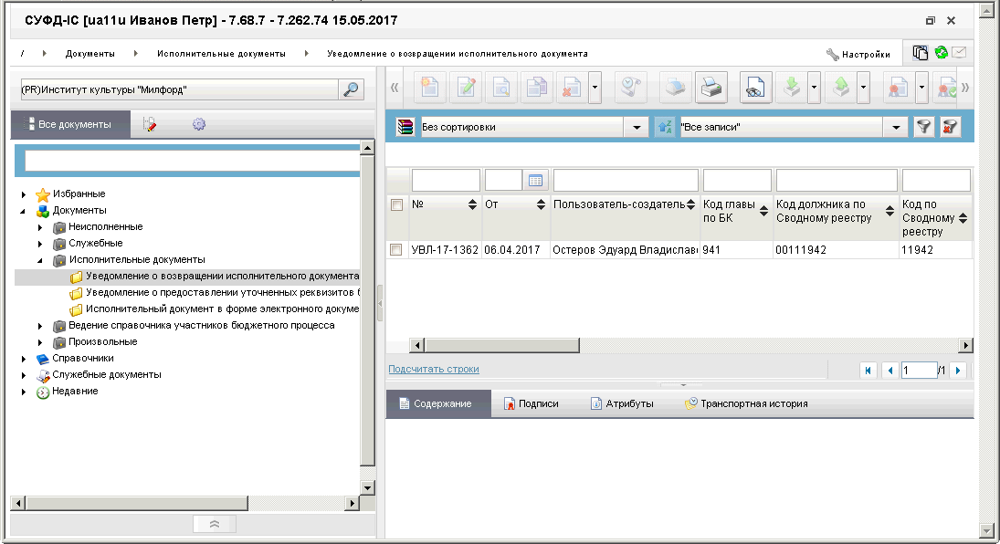 СУФД-IC [ua11u Иванов Петр] - 7.68.7 - 7.262.74 15.05.2017
/ Документы Исполнительные документы Уведомление о возвращении исполнительного документа
Настройки
(PR)Институт культуры "Милфорд"
Все документы
Без сортировки
"Все записи"
Избранные
Документы
Неисполненные
Служебные
Исполнительные документы
Уведомление о возвращении исполнительного документа
Уведомление о предоставлении уточненных реквизитов
Исполнительный документ в форме электронного докуме
Ведение справочника участников бюджетного процесса
Произвольные
Справочники
Служебные документы
Недавние
№ От Пользователь-создатель Код главы по БК Код должника по Сводному реестру Код по Сводному реестру
УВЛ-17-1362 06.04.2017 Остеров Эдуард Владислав 941 00111942 11942
Подсчитать строки
1 /1
Содержание Подписи Атрибуты Транспортная история